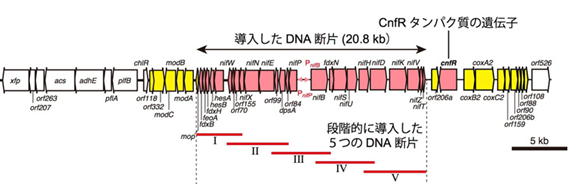 CnfR タンパク質の遺伝子
導入した DNA 断片 (20.8 kb)
chlR modB nifW nifN nifE nifP PnifB fdxN nifH nifD nifK nifV cnfR coxA2 orf526
xfp acs adhE pflB
orf263 pflA orf118 modA hesA nifX orf99 orf84 PnifP nifB nifS nifZ orf206a coxB2 coxC2 orf108
orf207 orf332 hesB orf155 dpsA nifU nifT orf88
modC fdxH orf70 orf90
feoA orf206b
fdxB orf159
mop
段階的に導入した
5つの DNA 断片
I
II
III
IV
V
5 kb